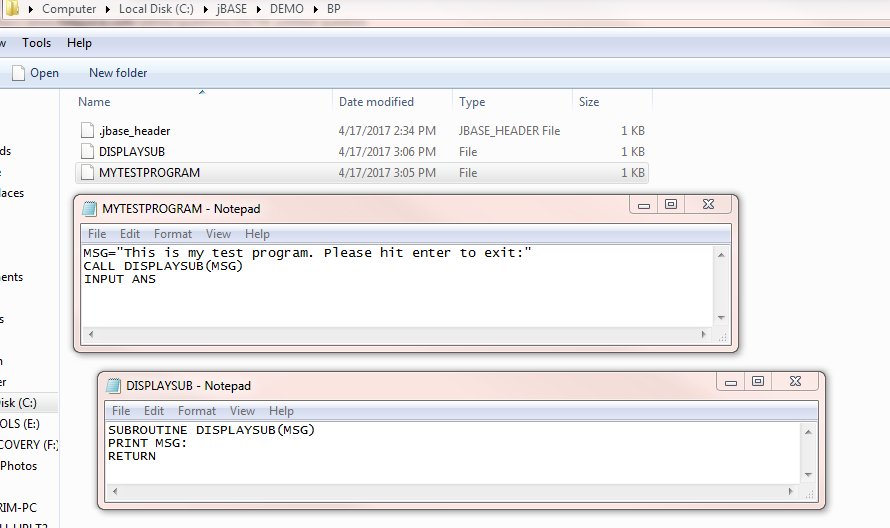 Computer Local Disk (C:) jBASE DEMO BP
w Tools Help
Open New folder
Name Date modified Type Size
.jbase_header 4/17/2017 2:34 PM JBASE_HEADER File 1 KB
ds DISPLAYSUB 4/17/2017 3:06 PM File 1 KB
MYTESTPROGRAM 4/17/2017 3:05 PM File 1 KB
laces
MYTESTPROGRAM - Notepad
File Edit Format View Help
MSG="This is my test program. Please hit enter to exit:"
CALL DISPLAYSUB(MSG)
INPUT ANS
ents
s
n
er
DISPLAYSUB - Notepad
isk (C:)
File Edit Format View Help
OLS (E:)
SUBROUTINE DISPLAYSUB(MSG)
PRINT MSG:
COVERY (F:)
RETURN
Photos
RIM-PC